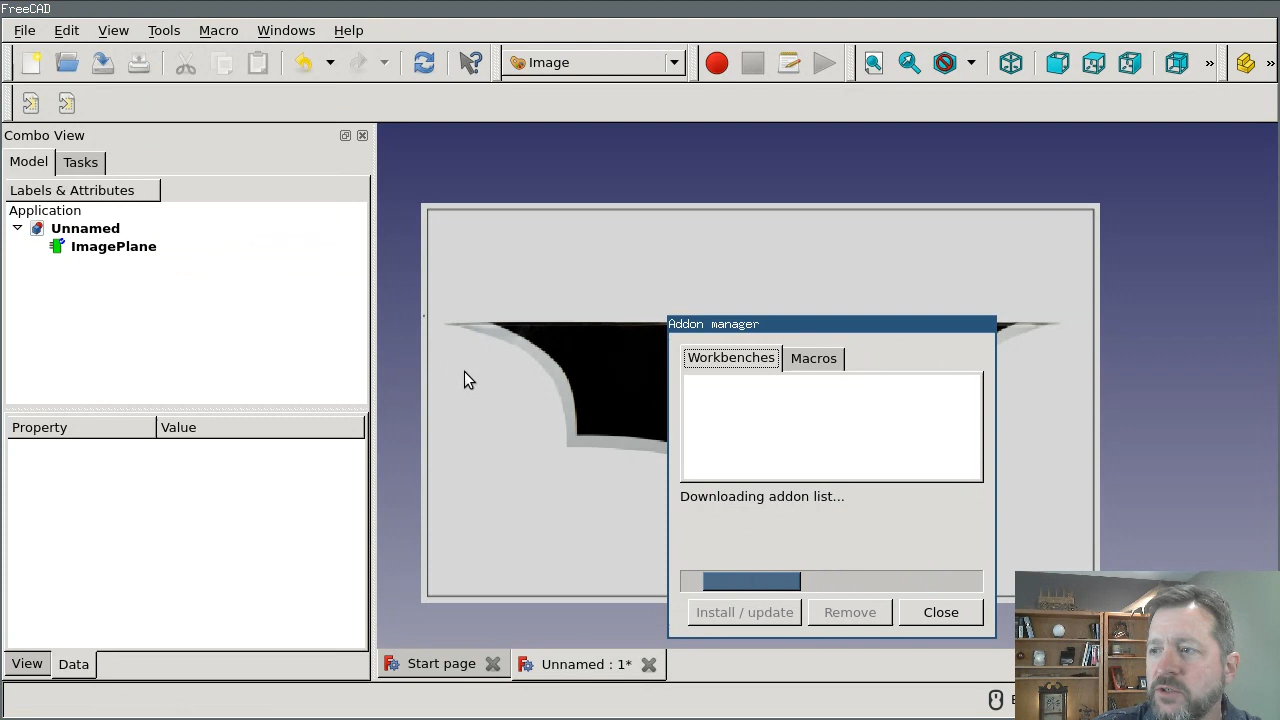 FreeCAD
File Edit View Tools Macro Windows Help
Image
» »
Combo View
Model Tasks
Labels & Attributes
Application
Unnamed
ImagePlane
Addon manager
Workbenches Macros
Downloading addon list...
Property Value
Install / update Remove Close
View Data
Start page Unnamed : 1*